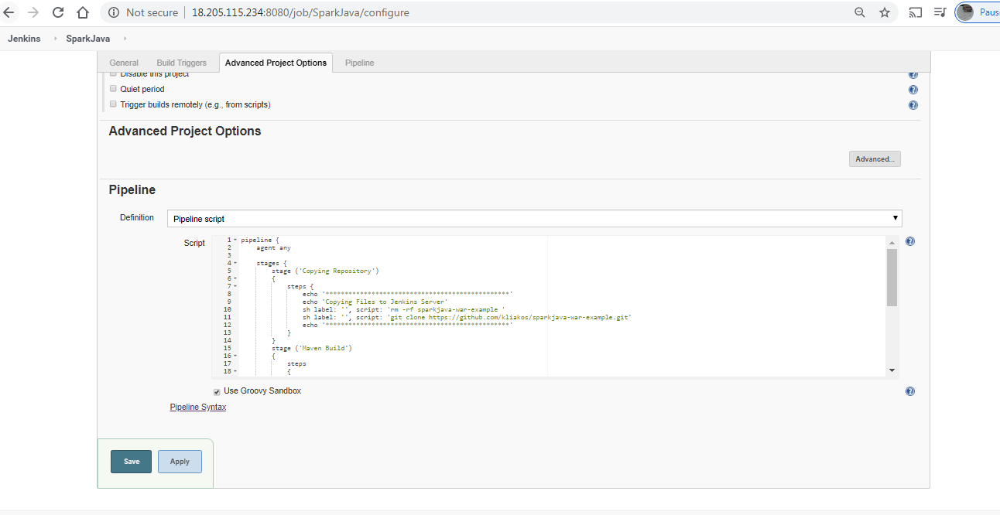 Not secure | 18.205.115.234:8080/job/SparkJava/configure
Paus
Jenkins SparkJava
General Build Triggers Advanced Project Options Pipeline
Disable this project
Quiet period
Trigger builds remotely (e.g., from scripts)
Advanced Project Options
Advanced...
Pipeline
Definition Pipeline script
Script
1 pipeline {
2 agent any
3
4 stages {
5 stage ('Copying Repository')
6 {
7 steps {
8 echo '************************************************'
9 echo 'Copying Files to Jenkins Server'
10 sh label: '', script: 'rm -rf sparkjava-war-example '
11 sh label: '', script: 'git clone https://github.com/kliakos/sparkjava-war-example.git'
12 echo '************************************************'
13 }
14 }
15 stage ('Maven Build')
16 {
17 steps
18 {
Use Groovy Sandbox
Pipeline Syntax
Save Apply